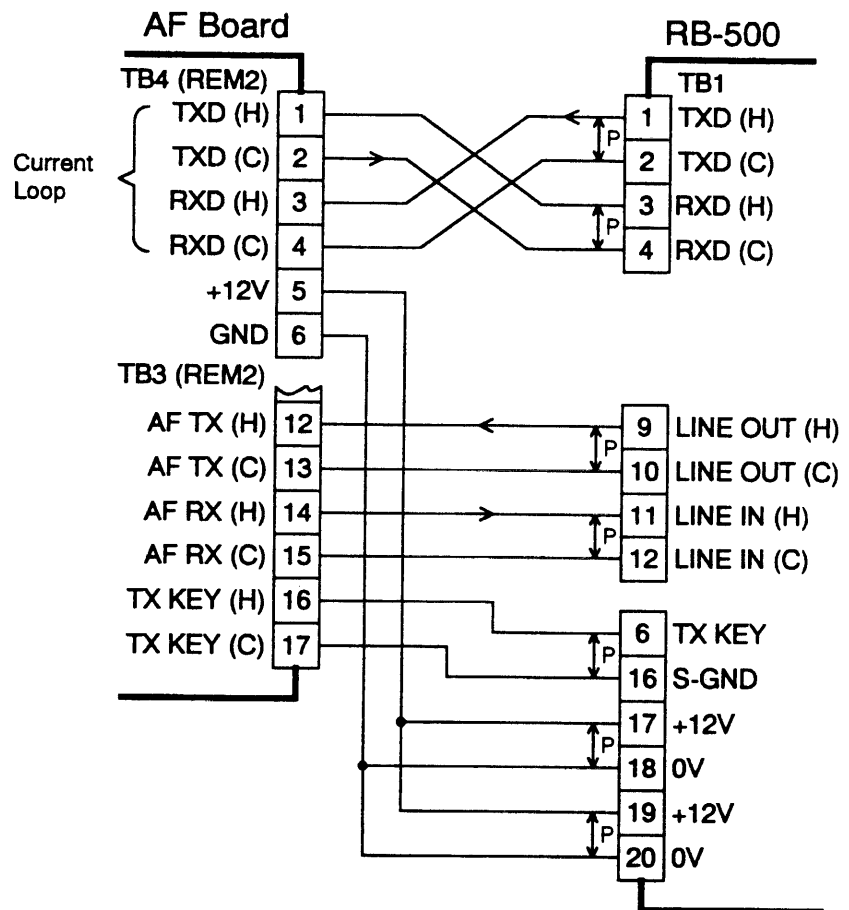 AF Board
RB-500
TB4 (REM2)
TB1
TXD (H) 1
1 TXD (H)
P
TXD (C) 2
2 TXD (C)
Current
Loop
RXD (H) 3
3 RXD (H)
P
RXD (C) 4
4 RXD (C)
+12V 5
GND 6
TB3 (REM2)
AF TX (H) 12
9 LINE OUT (H)
P
AF TX (C) 13
10 LINE OUT (C)
AF RX (H) 14
11 LINE IN (H)
P
AF RX (C) 15
12 LINE IN (C)
TX KEY (H) 16
6 TX KEY
P
TX KEY (C) 17
16 S-GND
17 +12V
P
18 0V
19 +12V
P
20 0V